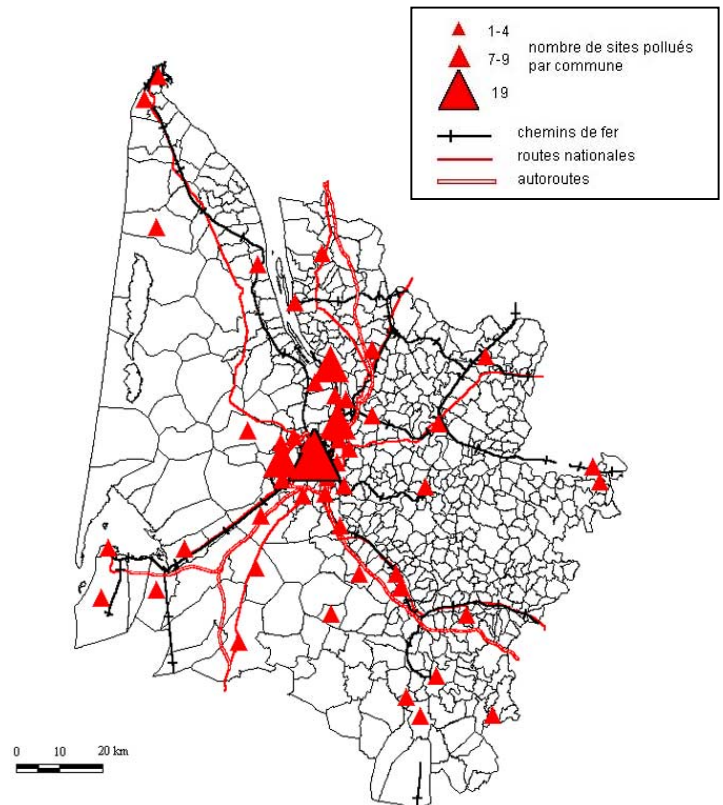 1-4
nombre de sites pollués
7-9
par commune
19
chemins de fer
routes nationales
autoroutes
0 10 20 km